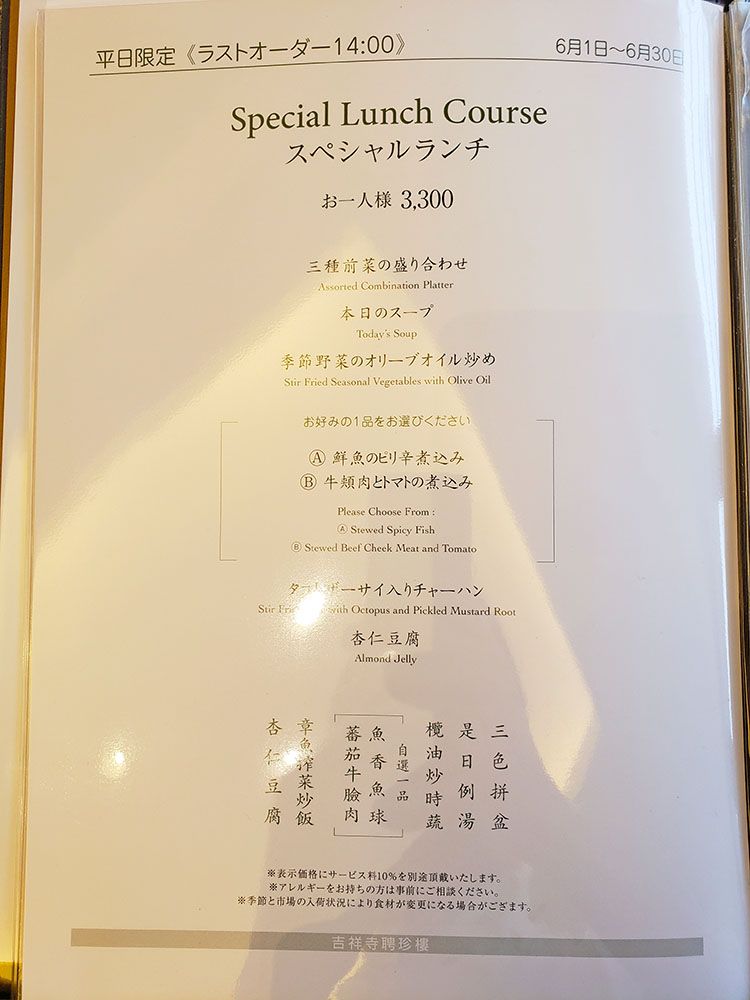 平日限定《ラストオーダー14:00》
6月1日～6月30日
Special Lunch Course
スペシャルランチ
お一人様 3,300
三種前菜の盛り合わせ
Assorted Combination Platter
本日のスープ
Today's Soup
季節野菜のオリーブオイル炒め
Stir Fried Seasonal Vegetables with Olive Oil
お好みの1品をお選びください
Ⓐ 鮮魚のピリ辛煮込み
Ⓑ 牛頬肉とトマトの煮込み
Please Choose From :
Ⓐ Stewed Spicy Fish
Ⓑ Stewed Beef Cheek Meat and Tomato
ザーサイ入りチャーハン
Stir with Octopus and Pickled Mustard Root
杏仁豆腐
Almond Jelly
三色拼盆
是日例湯
欖油炒時蔬
自選一品
魚香魚球
蕃茄牛臉肉
章魚搾菜炒飯
杏仁豆腐
※表示価格にサービス料10%を別途頂戴いたします。
※アレルギーをお持ちの方は事前にご相談ください。
※季節と市場の入荷状況により食材が変更になる場合がございます。
吉祥寺聘珍樓